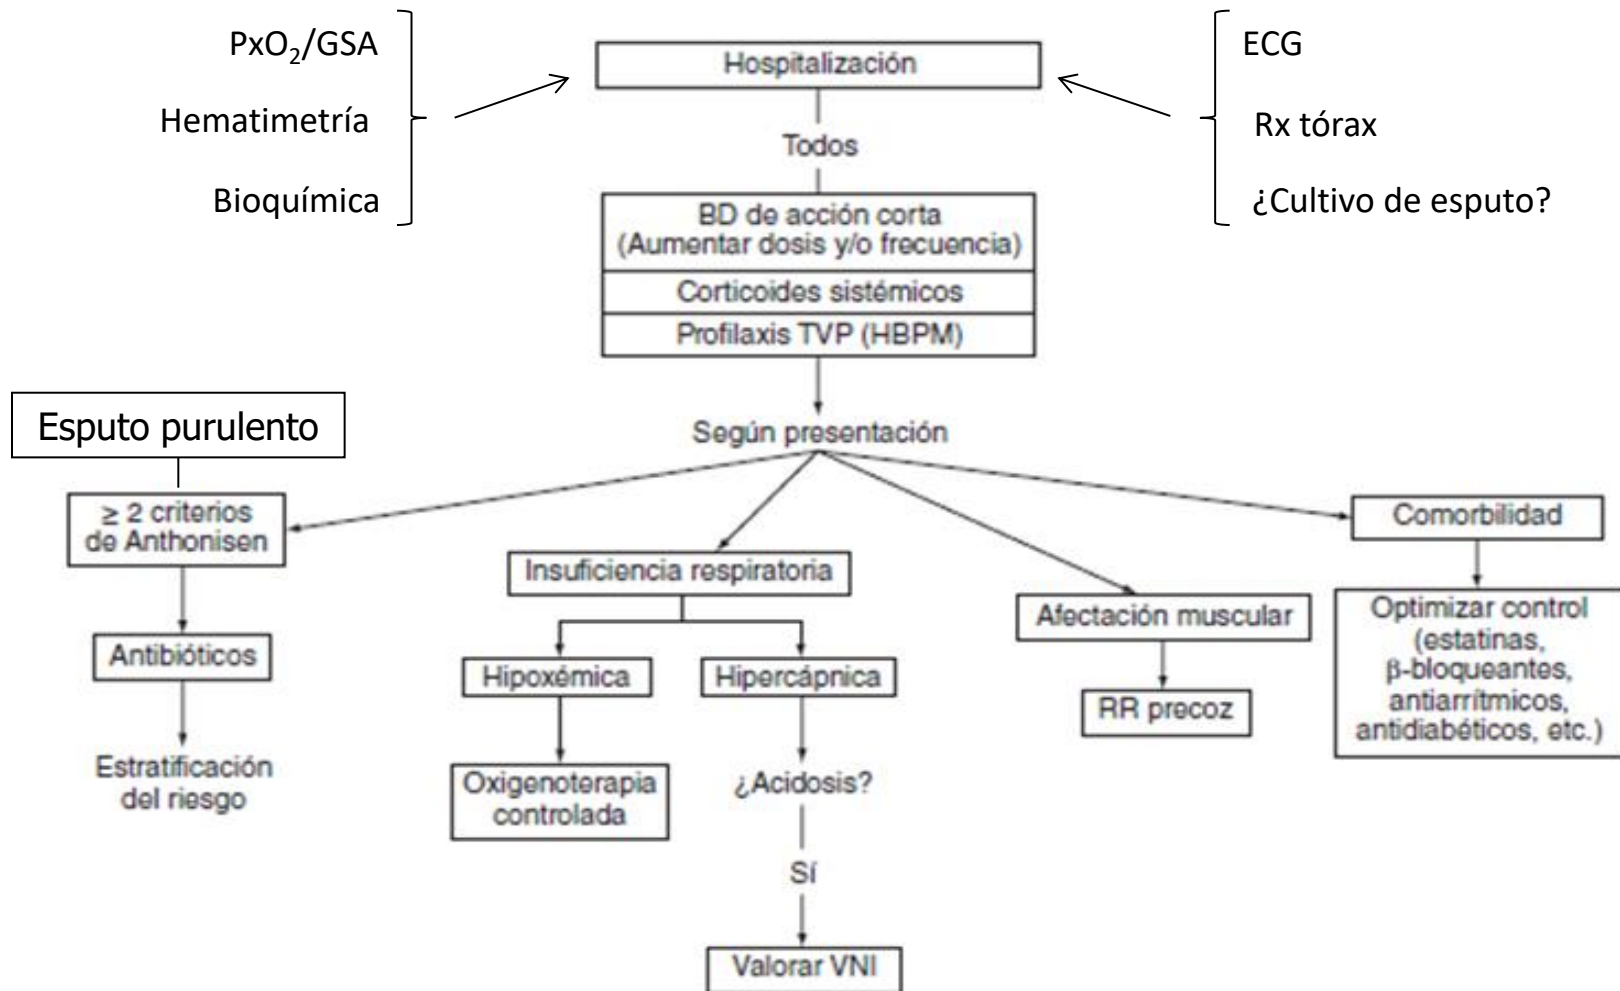 PxO₂/GSA
Hematimetría
Bioquímica
Hospitalización
ECG
Rx tórax
¿Cultivo de esputo?
Todos
BD de acción corta
(Aumentar dosis y/o frecuencia)
Corticoides sistémicos
Profilaxis TVP (HBPM)
Según presentación
Esputo purulento
≥ 2 criterios
de Anthonisen
Antibióticos
Estratificación
del riesgo
Insuficiencia respiratoria
Hipoxémica
Oxigenoterapia
controlada
Hipercápnica
¿Acidosis?
Sí
Valorar VNI
Afectación muscular
RR precoz
Comorbilidad
Optimizar control
(estatinas,
β-bloqueantes,
antiarrítmicos,
antidiabéticos, etc.)